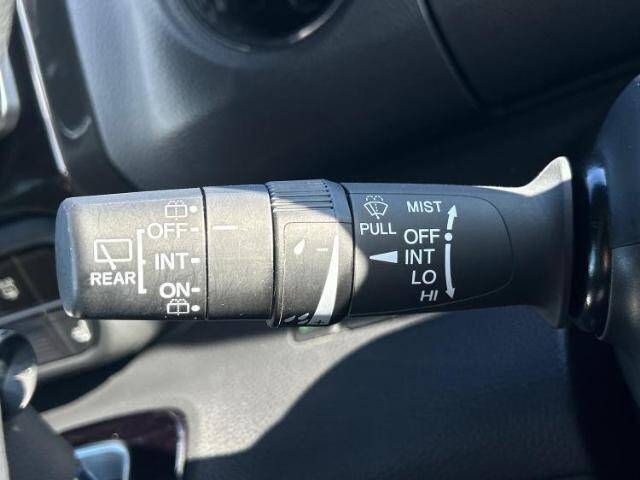 OFF
INT
ON
REAR
PULL
MIST
OFF
INT
LO
HI